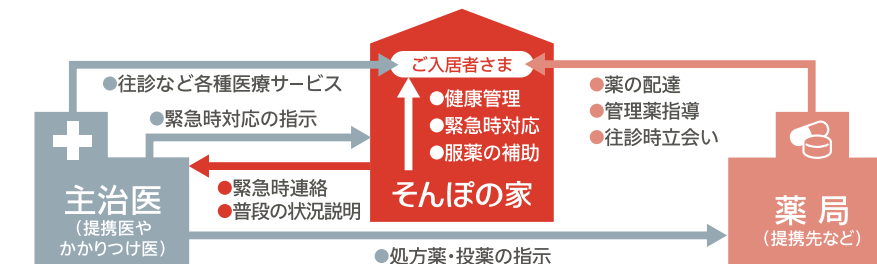 ご入居者さま
●往診など各種医療サービス
●緊急時対応の指示
●健康管理
●緊急時対応
●服薬の補助
そんぽの家
●薬の配達
●管理薬指導
●往診時立会い
●緊急時連絡
●普段の状況説明
主治医
（提携医や
かかりつけ医）
薬局
（提携先など）
●処方薬・投薬の指示